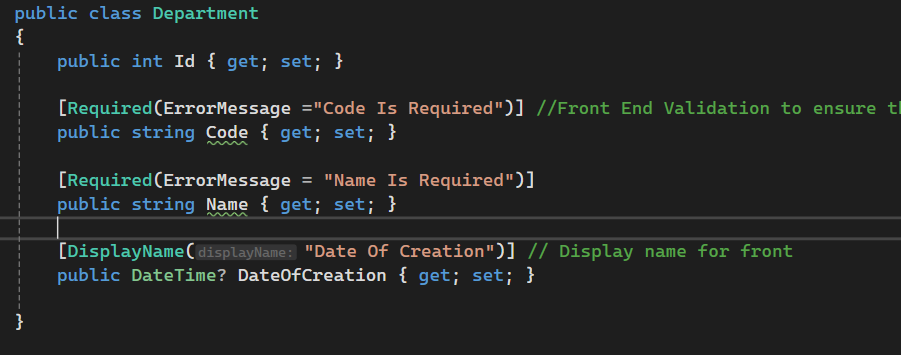 public class Department
{
public int Id { get; set; }
[Required(ErrorMessage ="Code Is Required")] //Front End Validation to ensure th
public string Code { get; set; }
[Required(ErrorMessage = "Name Is Required")]
public string Name { get; set; }
[DisplayName(displayName: "Date Of Creation")] // Display name for front
public DateTime? DateOfCreation { get; set; }
}